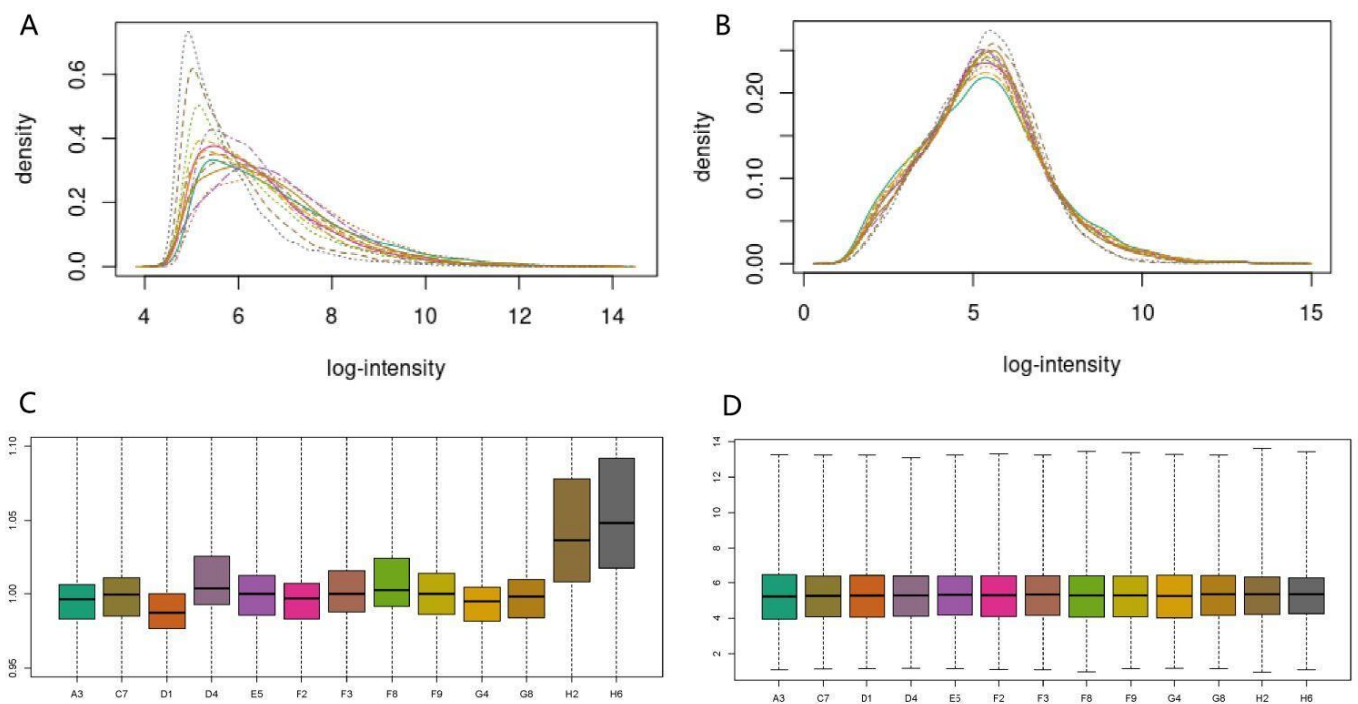 A
B
density
0.6
0.4
0.2
0.0
4 6 8 10 12 14
log-intensity
density
0.20
0.10
0.00
0 5 10 15
log-intensity
C
D
1.10
1.05
1.00
0.95
A3 C7 D1 D4 E5 F2 F3 F8 F9 G4 G8 H2 H6
14
12
10
8
6
4
2
A3 C7 D1 D4 E5 F2 F3 F8 F9 G4 G8 H2 H6